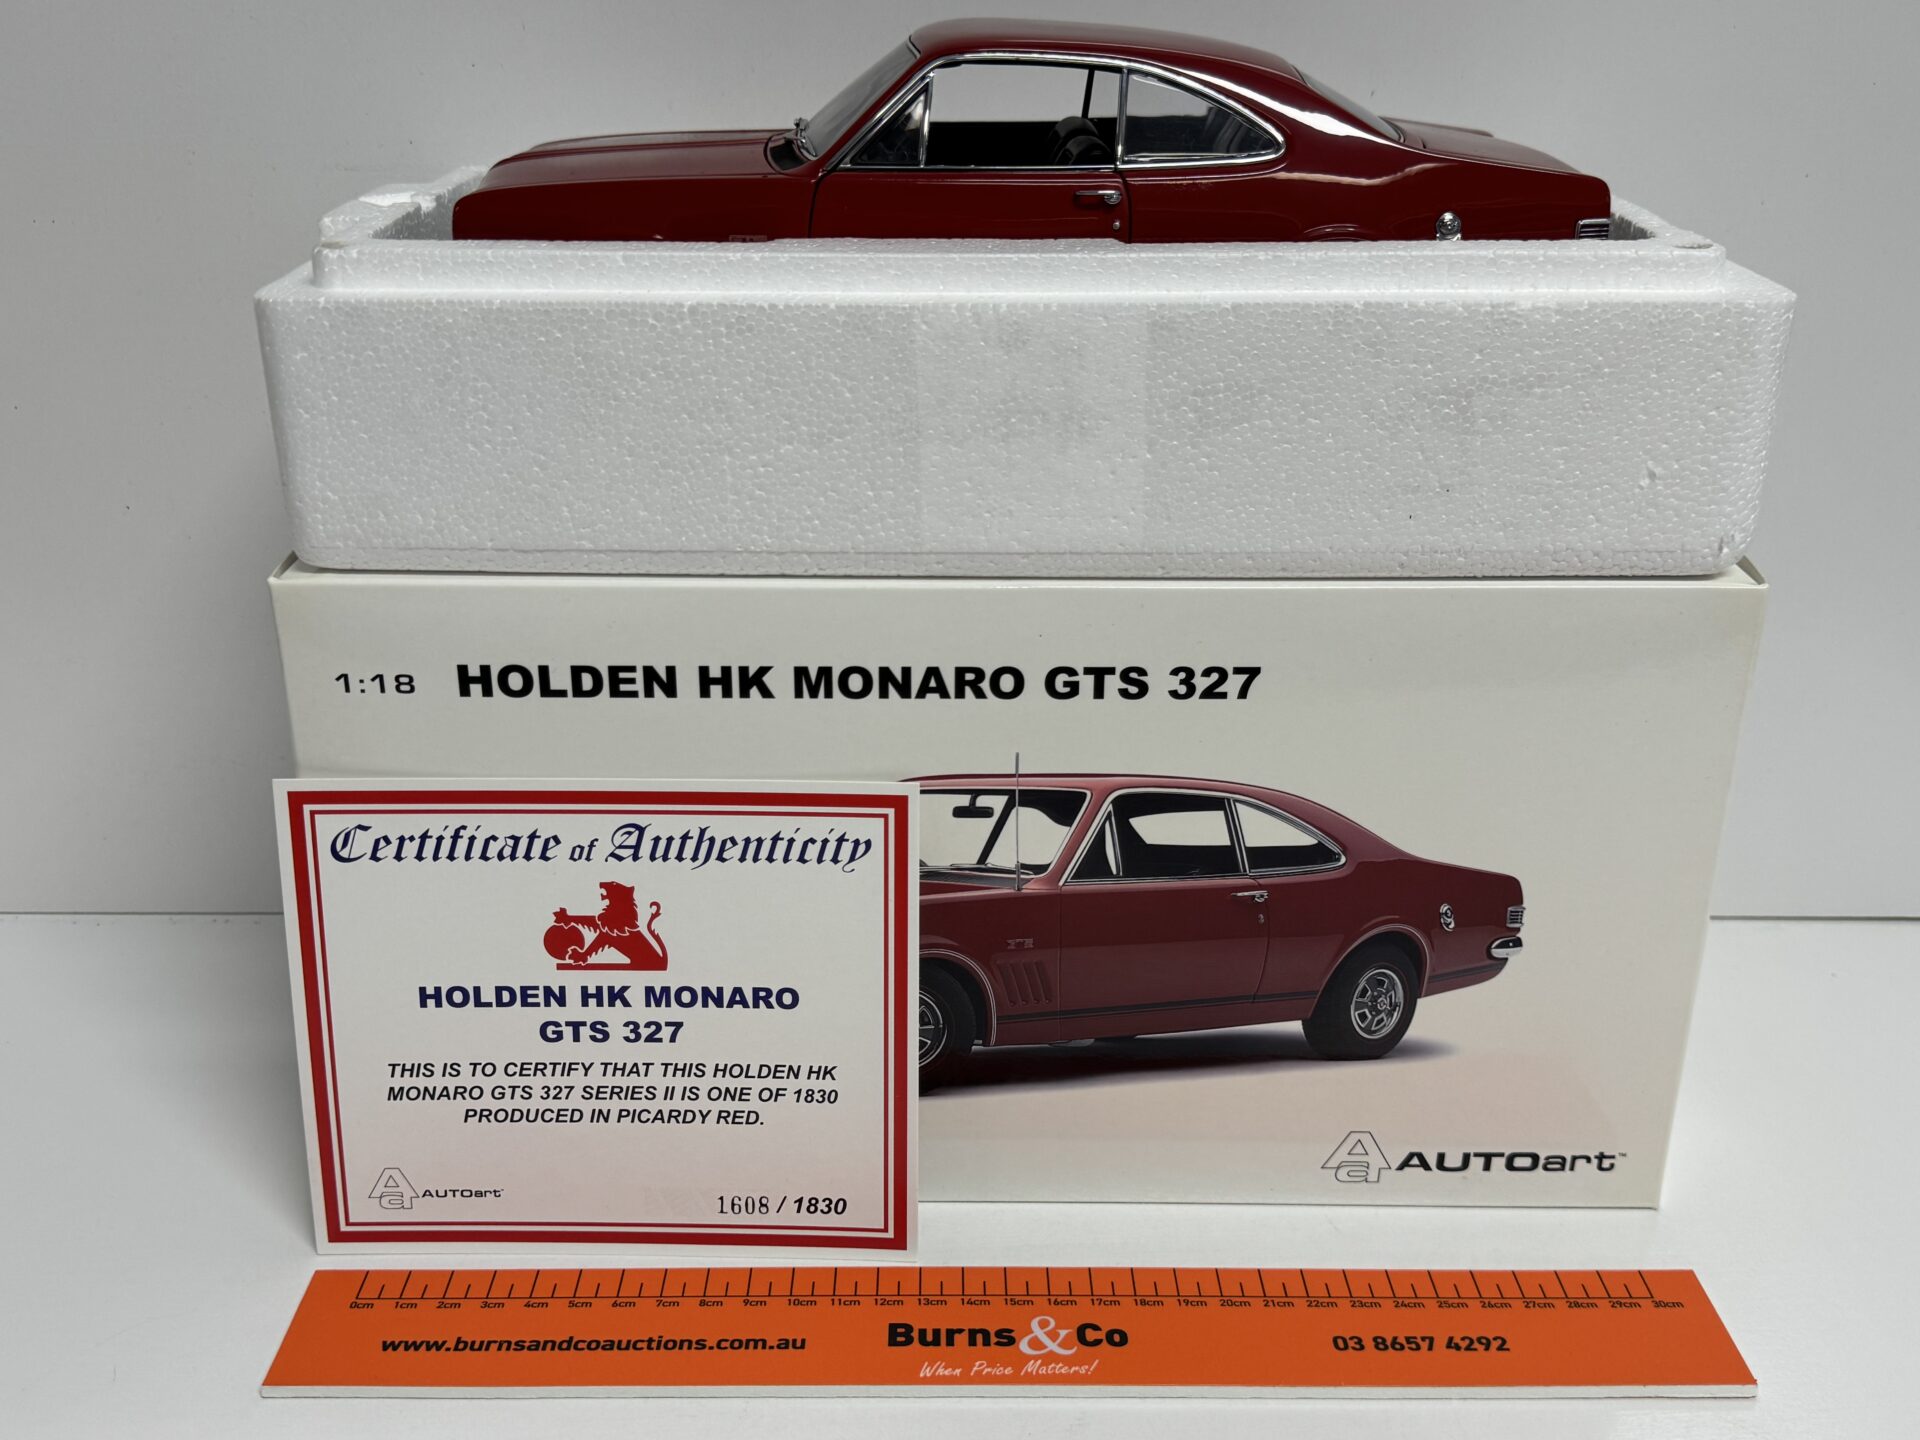 1:18 HOLDEN HK MONARO GTS 327
Certificate of Authenticity
HOLDEN HK MONARO
GTS 327
THIS IS TO CERTIFY THAT THIS HOLDEN HK
MONARO GTS 327 SERIES II IS ONE OF 1830
PRODUCED IN PICARDY RED.
AUTOart
1608 / 1830
AUTOart™
0cm 1cm 2cm 3cm 4cm 5cm 6cm 7cm 8cm 9cm 10cm 11cm 12cm 13cm 14cm 15cm 16cm 17cm 18cm 19cm 20cm 21cm 22cm 23cm 24cm 25cm 26cm 27cm 28cm 29cm 30cm
www.burnsandcoauctions.com.au Burns&Co 03 8657 4292
When Price Matters!